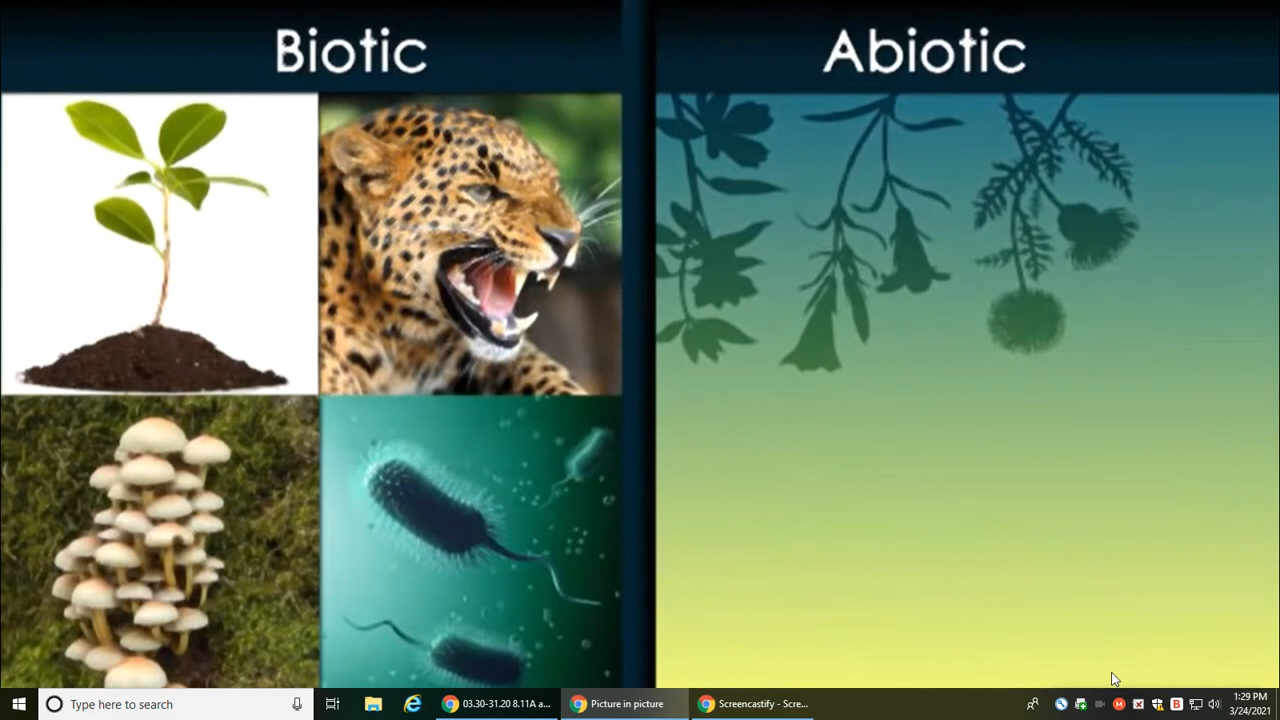 Biotic
Abiotic
Type here to search
03.30-31.20 8.11A a...
Picture in picture
Screencastify - Scre...
1:29 PM
3/24/2021